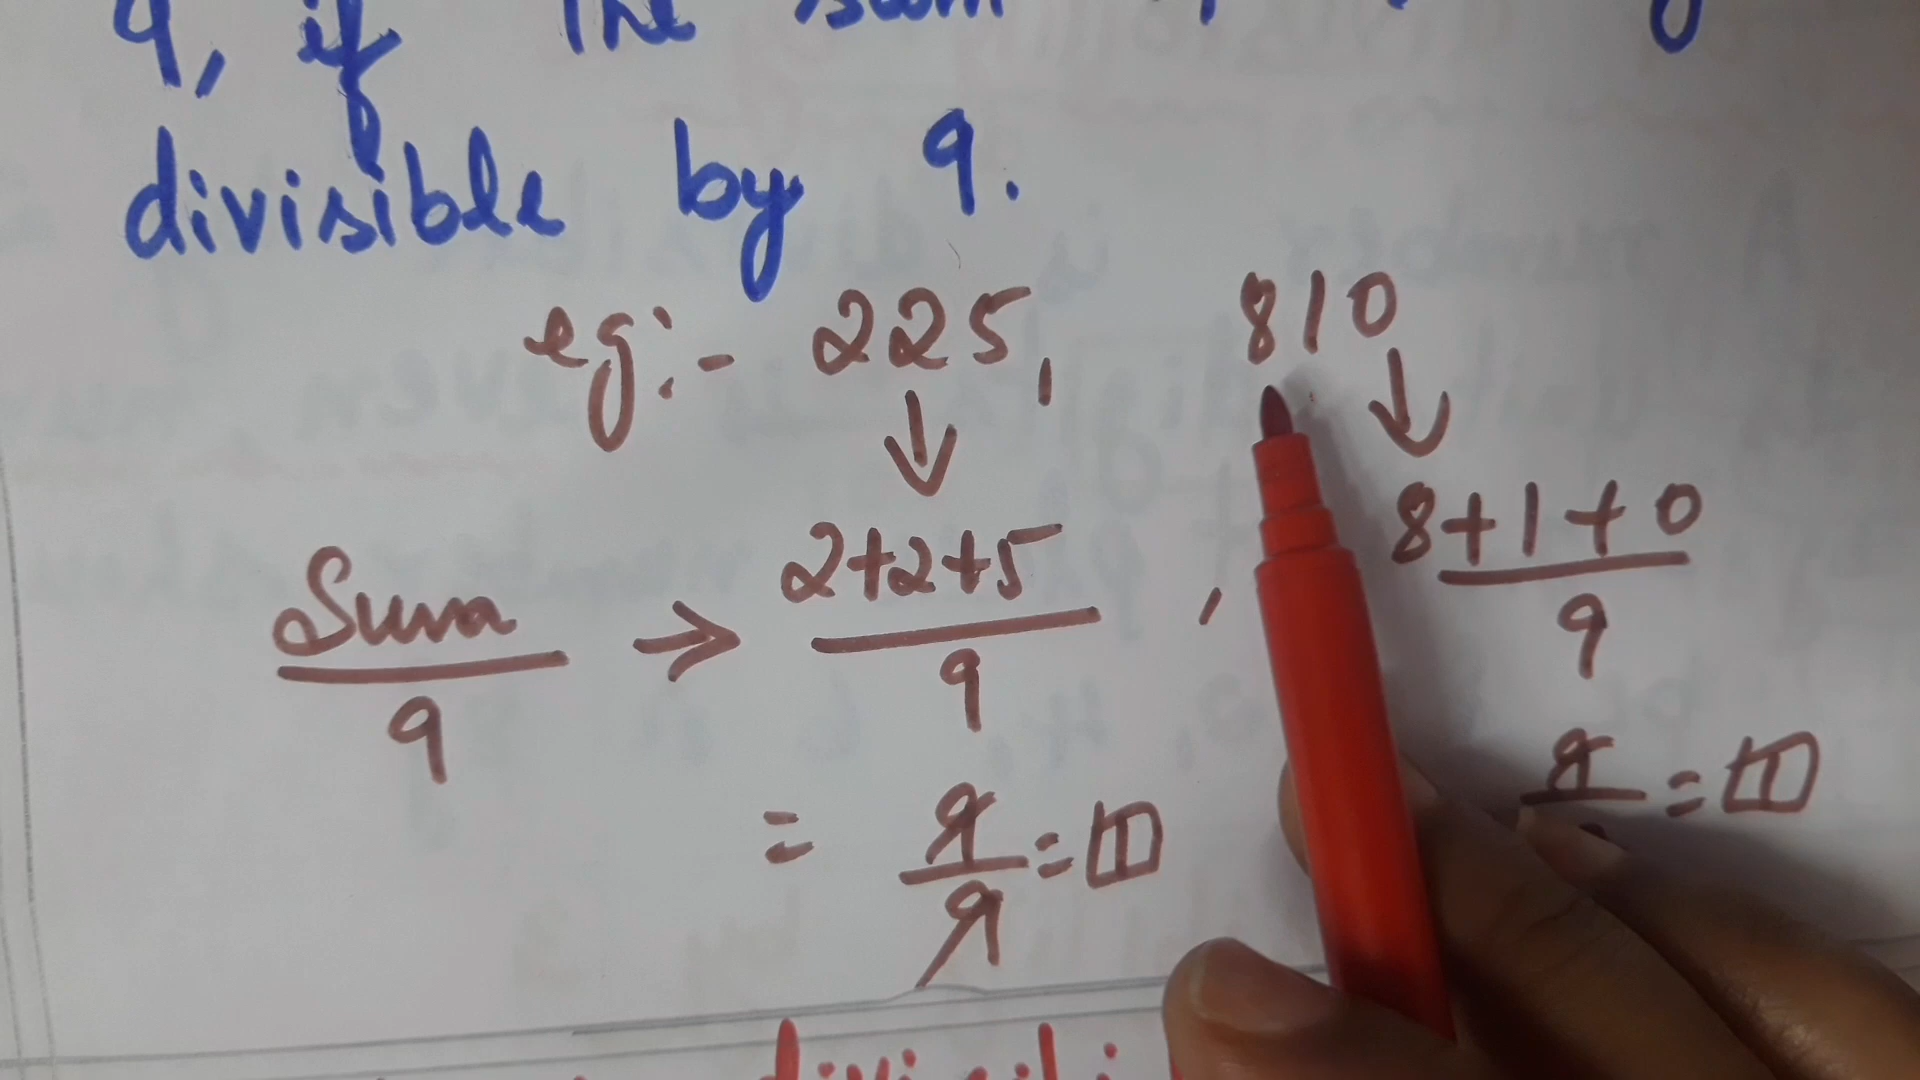 9, if the sum
divisible by 9.
eg:- 225, 810
↓ ↓
Sum/9 → 2+2+5/9 , 8+1+0/9
= 9/9 = 1 9/ = 1